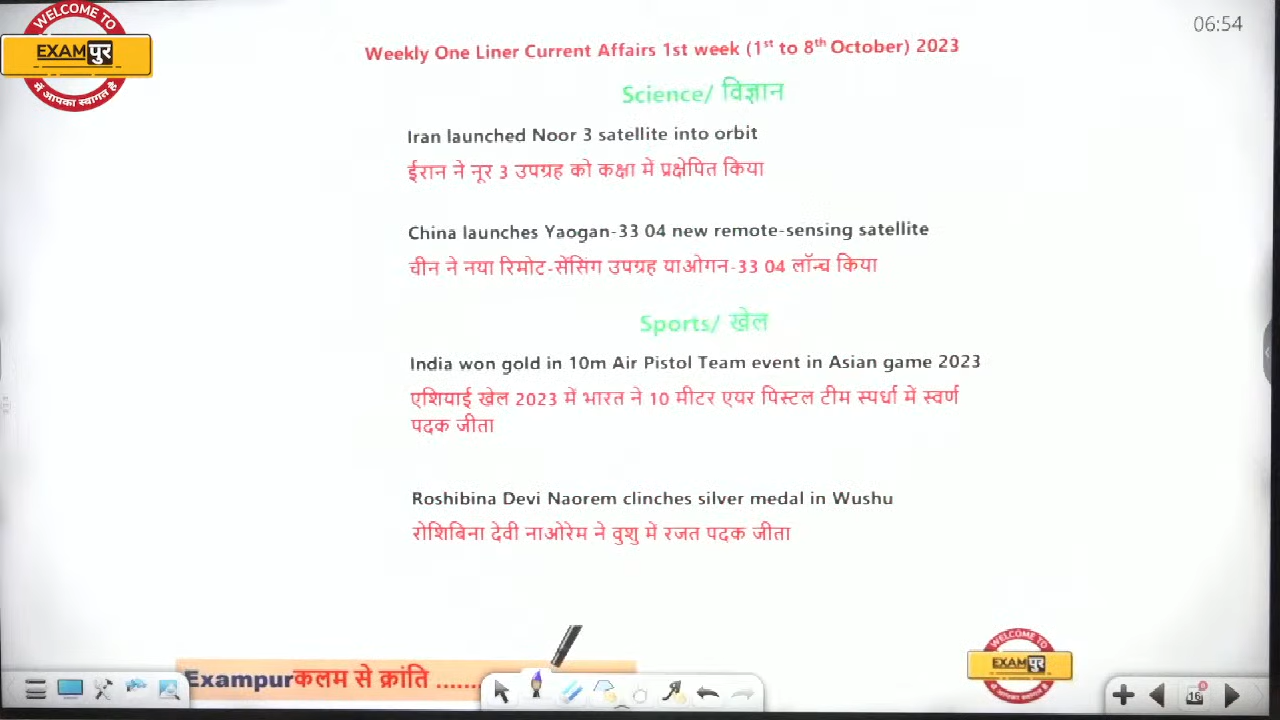 WELCOME TO
EXAMपुर
में आपका स्वागत है
06:54
Weekly One Liner Current Affairs 1st week (1st to 8th October) 2023
Science/ विज्ञान
Iran launched Noor 3 satellite into orbit
ईरान ने नूर 3 उपग्रह को कक्षा में प्रक्षेपित किया
China launches Yaogan-33 04 new remote-sensing satellite
चीन ने नया रिमोट-सेंसिंग उपग्रह याओगन-33 04 लॉन्च किया
Sports/ खेल
India won gold in 10m Air Pistol Team event in Asian game 2023
एशियाई खेल 2023 में भारत ने 10 मीटर एयर पिस्टल टीम स्पर्धा में स्वर्ण
पदक जीता
Roshibina Devi Naorem clinches silver medal in Wushu
रोशिबिना देवी नाओरेम ने वुशु में रजत पदक जीता
WELCOME TO
EXAMपुर
में आपका स्वागत है
Exampurकलम से क्रांति .......
16